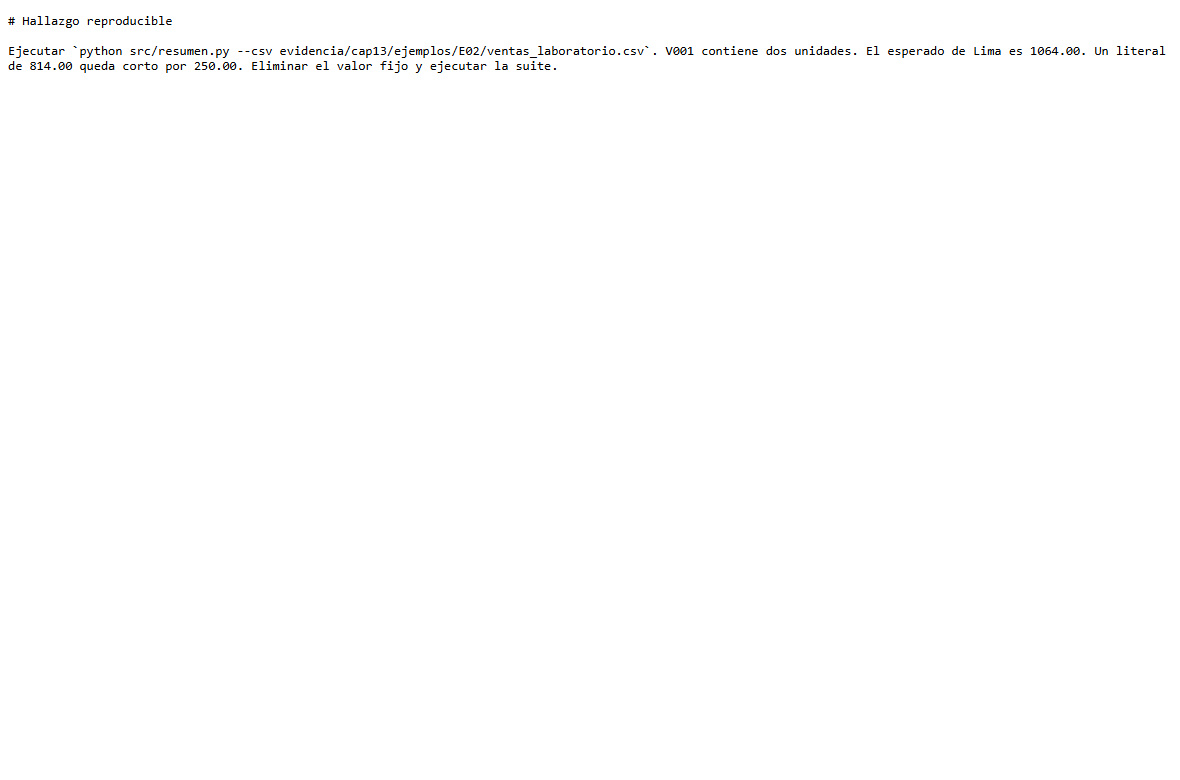 # Hallazgo reproducible
Ejecutar `python src/resumen.py --csv evidencia/cap13/ejemplos/E02/ventas_laboratorio.csv`. V001 contiene dos unidades. El esperado de Lima es 1064.00. Un literal
de 814.00 queda corto por 250.00. Eliminar el valor fijo y ejecutar la suite.